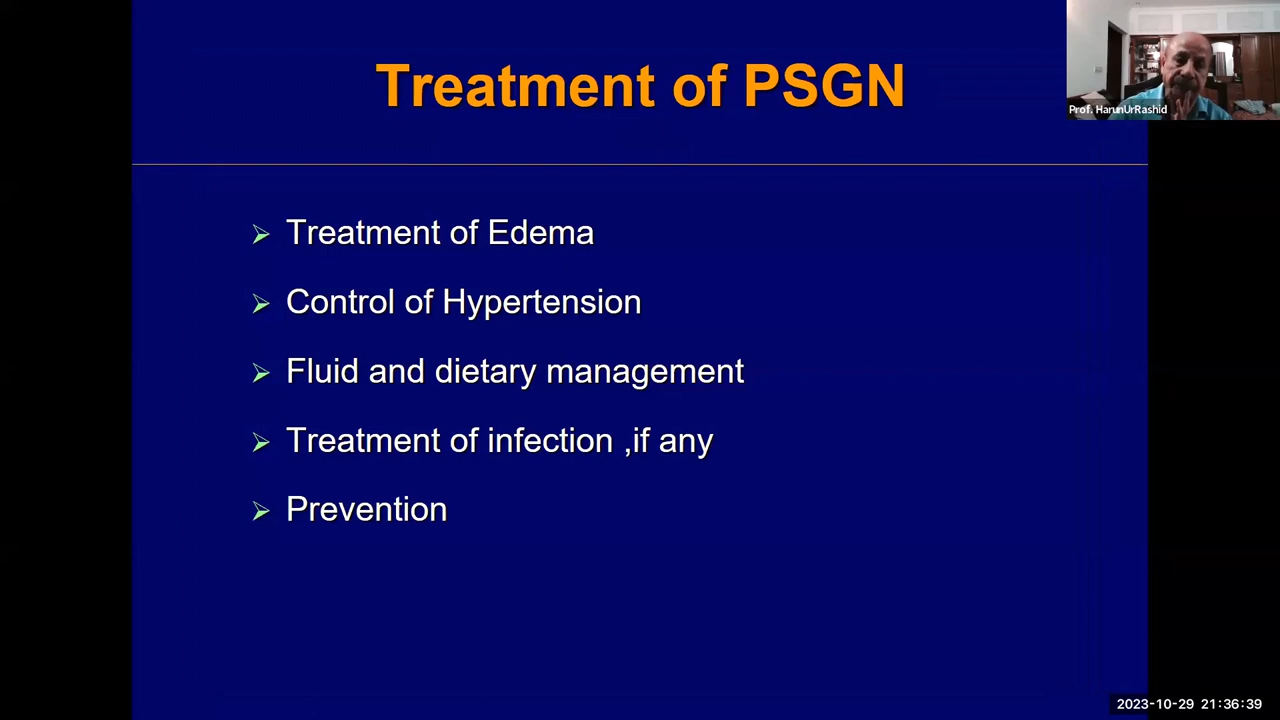 Treatment of PSGN
Prof. HarunUrRashid
Treatment of Edema
Control of Hypertension
Fluid and dietary management
Treatment of infection ,if any
Prevention
2023-10-29 21:36:39